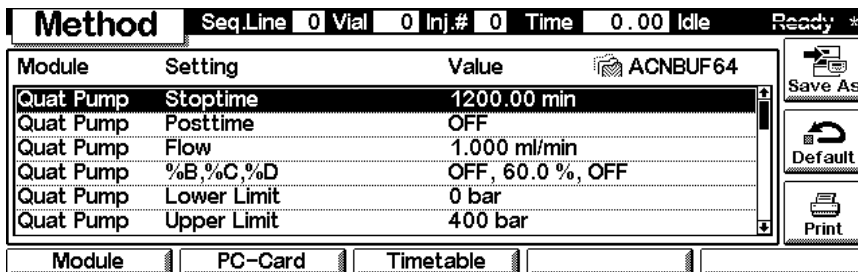 Method Seq.Line 0 Vial 0 Inj.# 0 Time 0.00 Idle Ready *
Module Setting Value ACNBUF64
Quat Pump Stoptime 1200.00 min
Quat Pump Posttime OFF
Quat Pump Flow 1.000 ml/min
Quat Pump %B,%C,%D OFF, 60.0 %, OFF
Quat Pump Lower Limit 0 bar
Quat Pump Upper Limit 400 bar
Save As
Default
Print
Module PC-Card Timetable